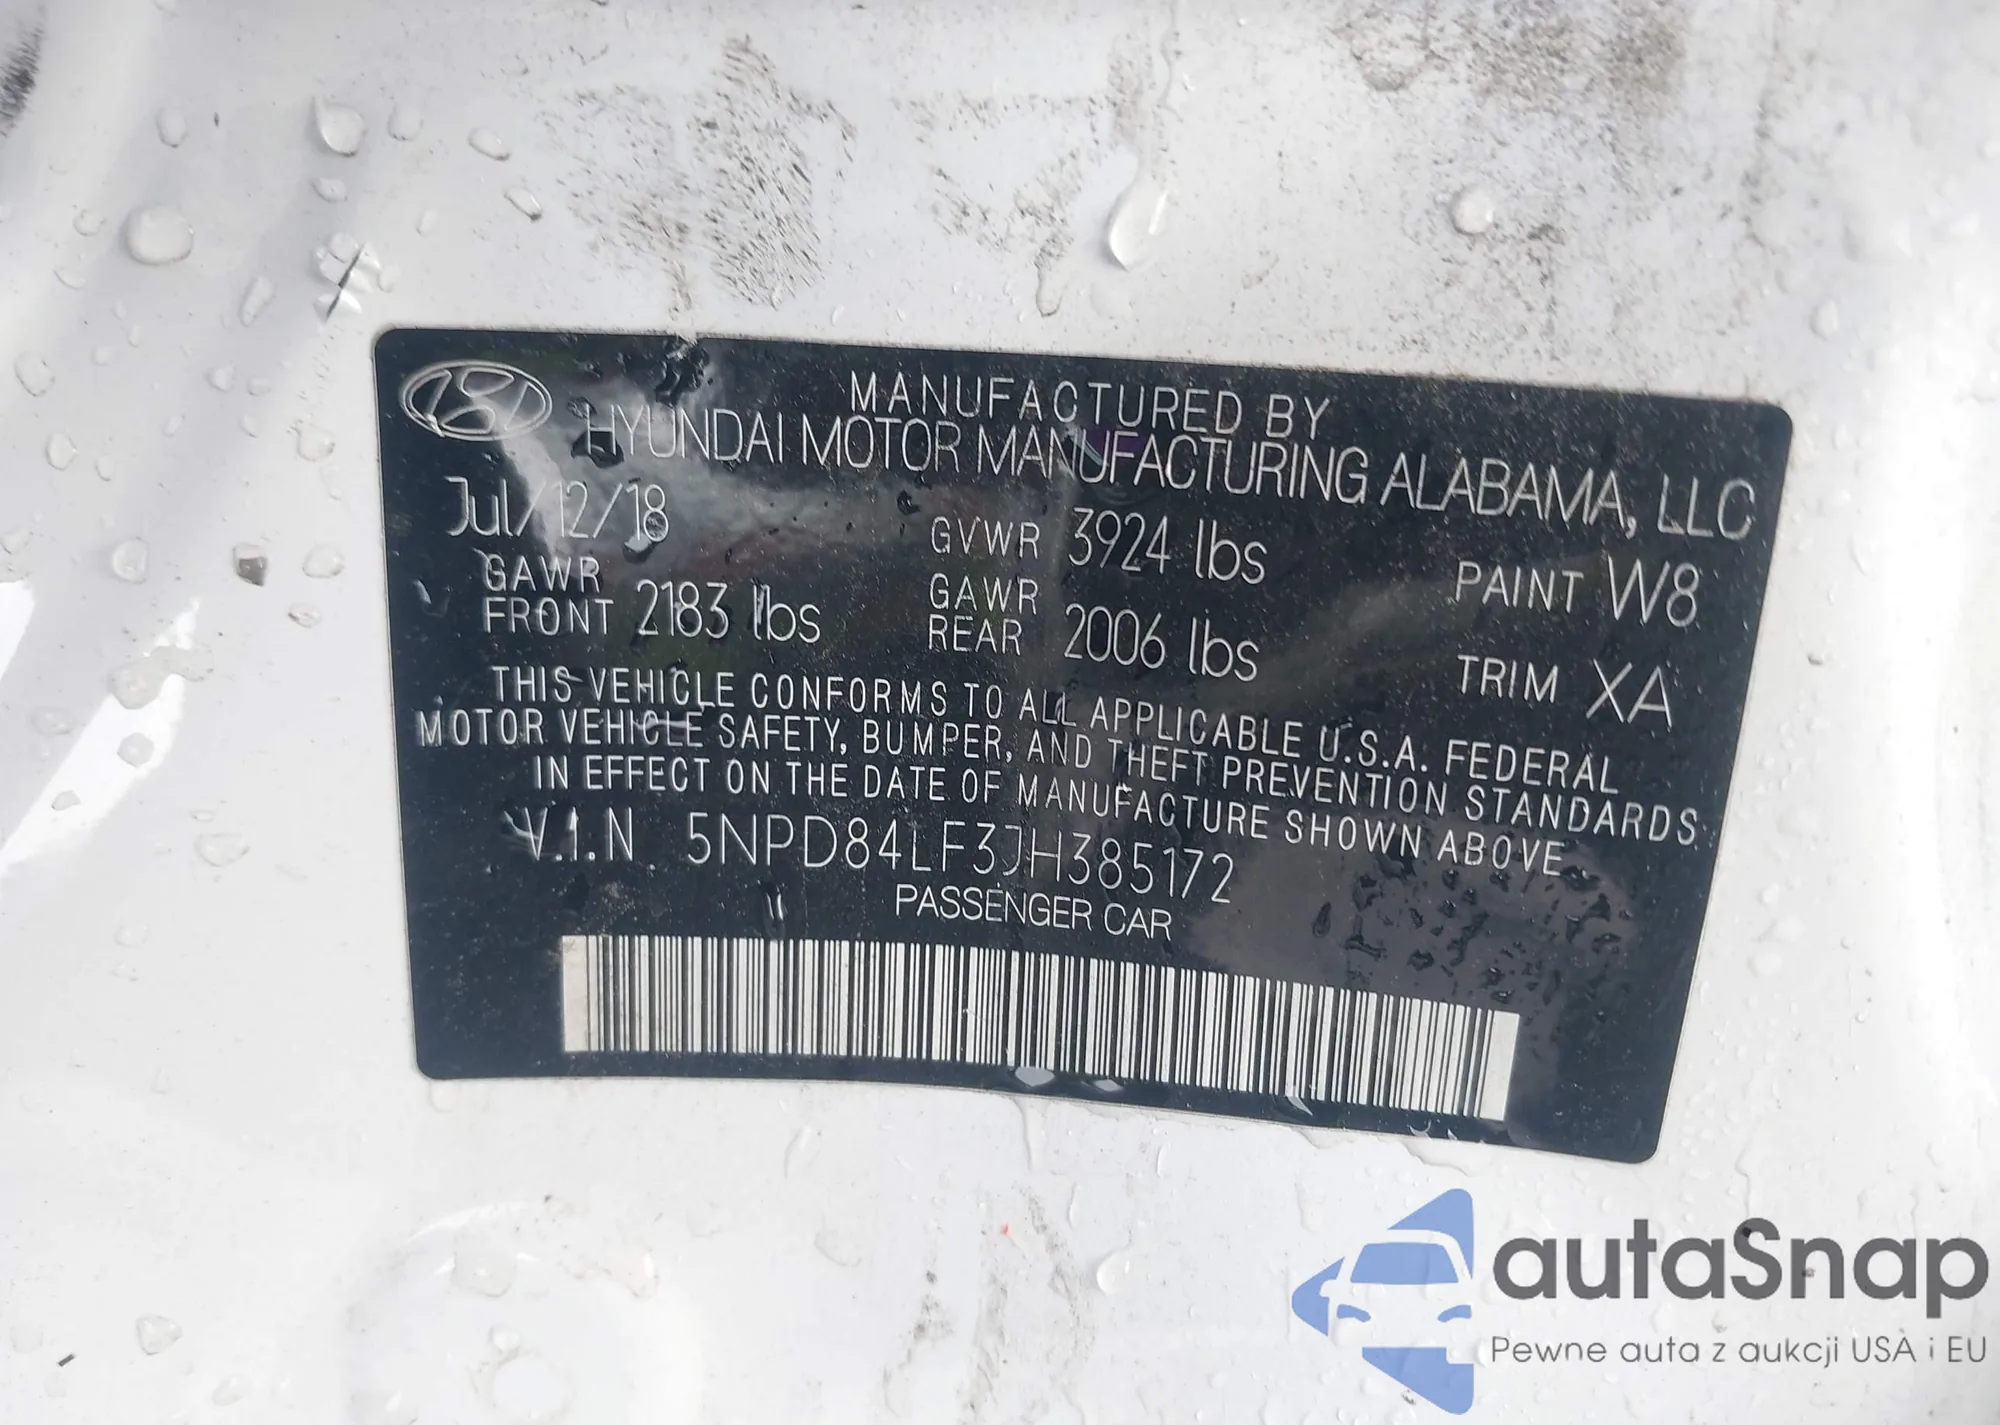 MANUFACTURED BY
HYUNDAI MOTOR MANUFACTURING ALABAMA, LLC
Jul/12/18 GVWR 3924 lbs PAINT W8
GAWR FRONT 2183 lbs GAWR REAR 2006 lbs TRIM XA
THIS VEHICLE CONFORMS TO ALL APPLICABLE U.S.A. FEDERAL
MOTOR VEHICLE SAFETY, BUMPER, AND THEFT PREVENTION STANDARDS
IN EFFECT ON THE DATE OF MANUFACTURE SHOWN ABOVE.
V.I.N 5NPD84LF3JH385172
PASSENGER CAR
autoSnap
Pewne auta z aukcji USA i EU